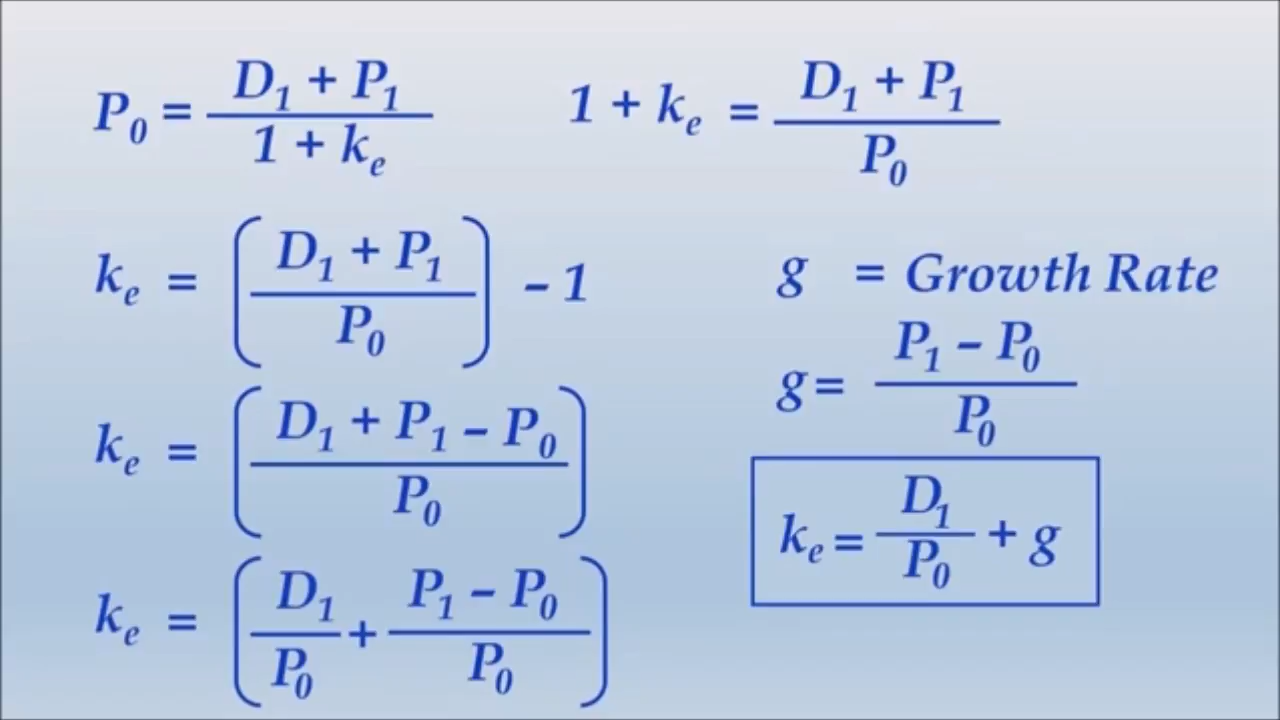 P₀ = (D₁ + P₁) / (1 + kₑ)
1 + kₑ = (D₁ + P₁) / P₀
kₑ = ((D₁ + P₁) / P₀) – 1
kₑ = ((D₁ + P₁ – P₀) / P₀)
kₑ = (D₁ / P₀ + (P₁ – P₀) / P₀)
g = Growth Rate
g = (P₁ – P₀) / P₀
kₑ = D₁ / P₀ + g